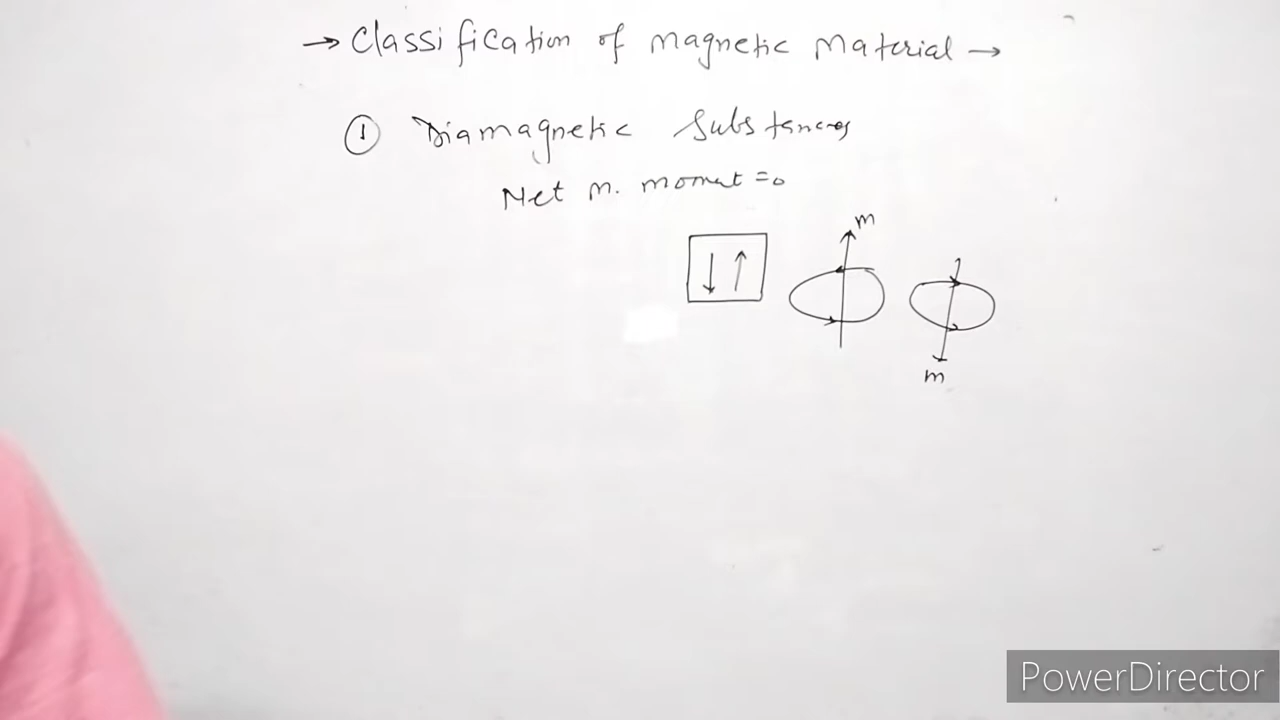 → Classification of magnetic Material →
① Diamagnetic Substances
Net m. moment = 0
m
m
PowerDirector